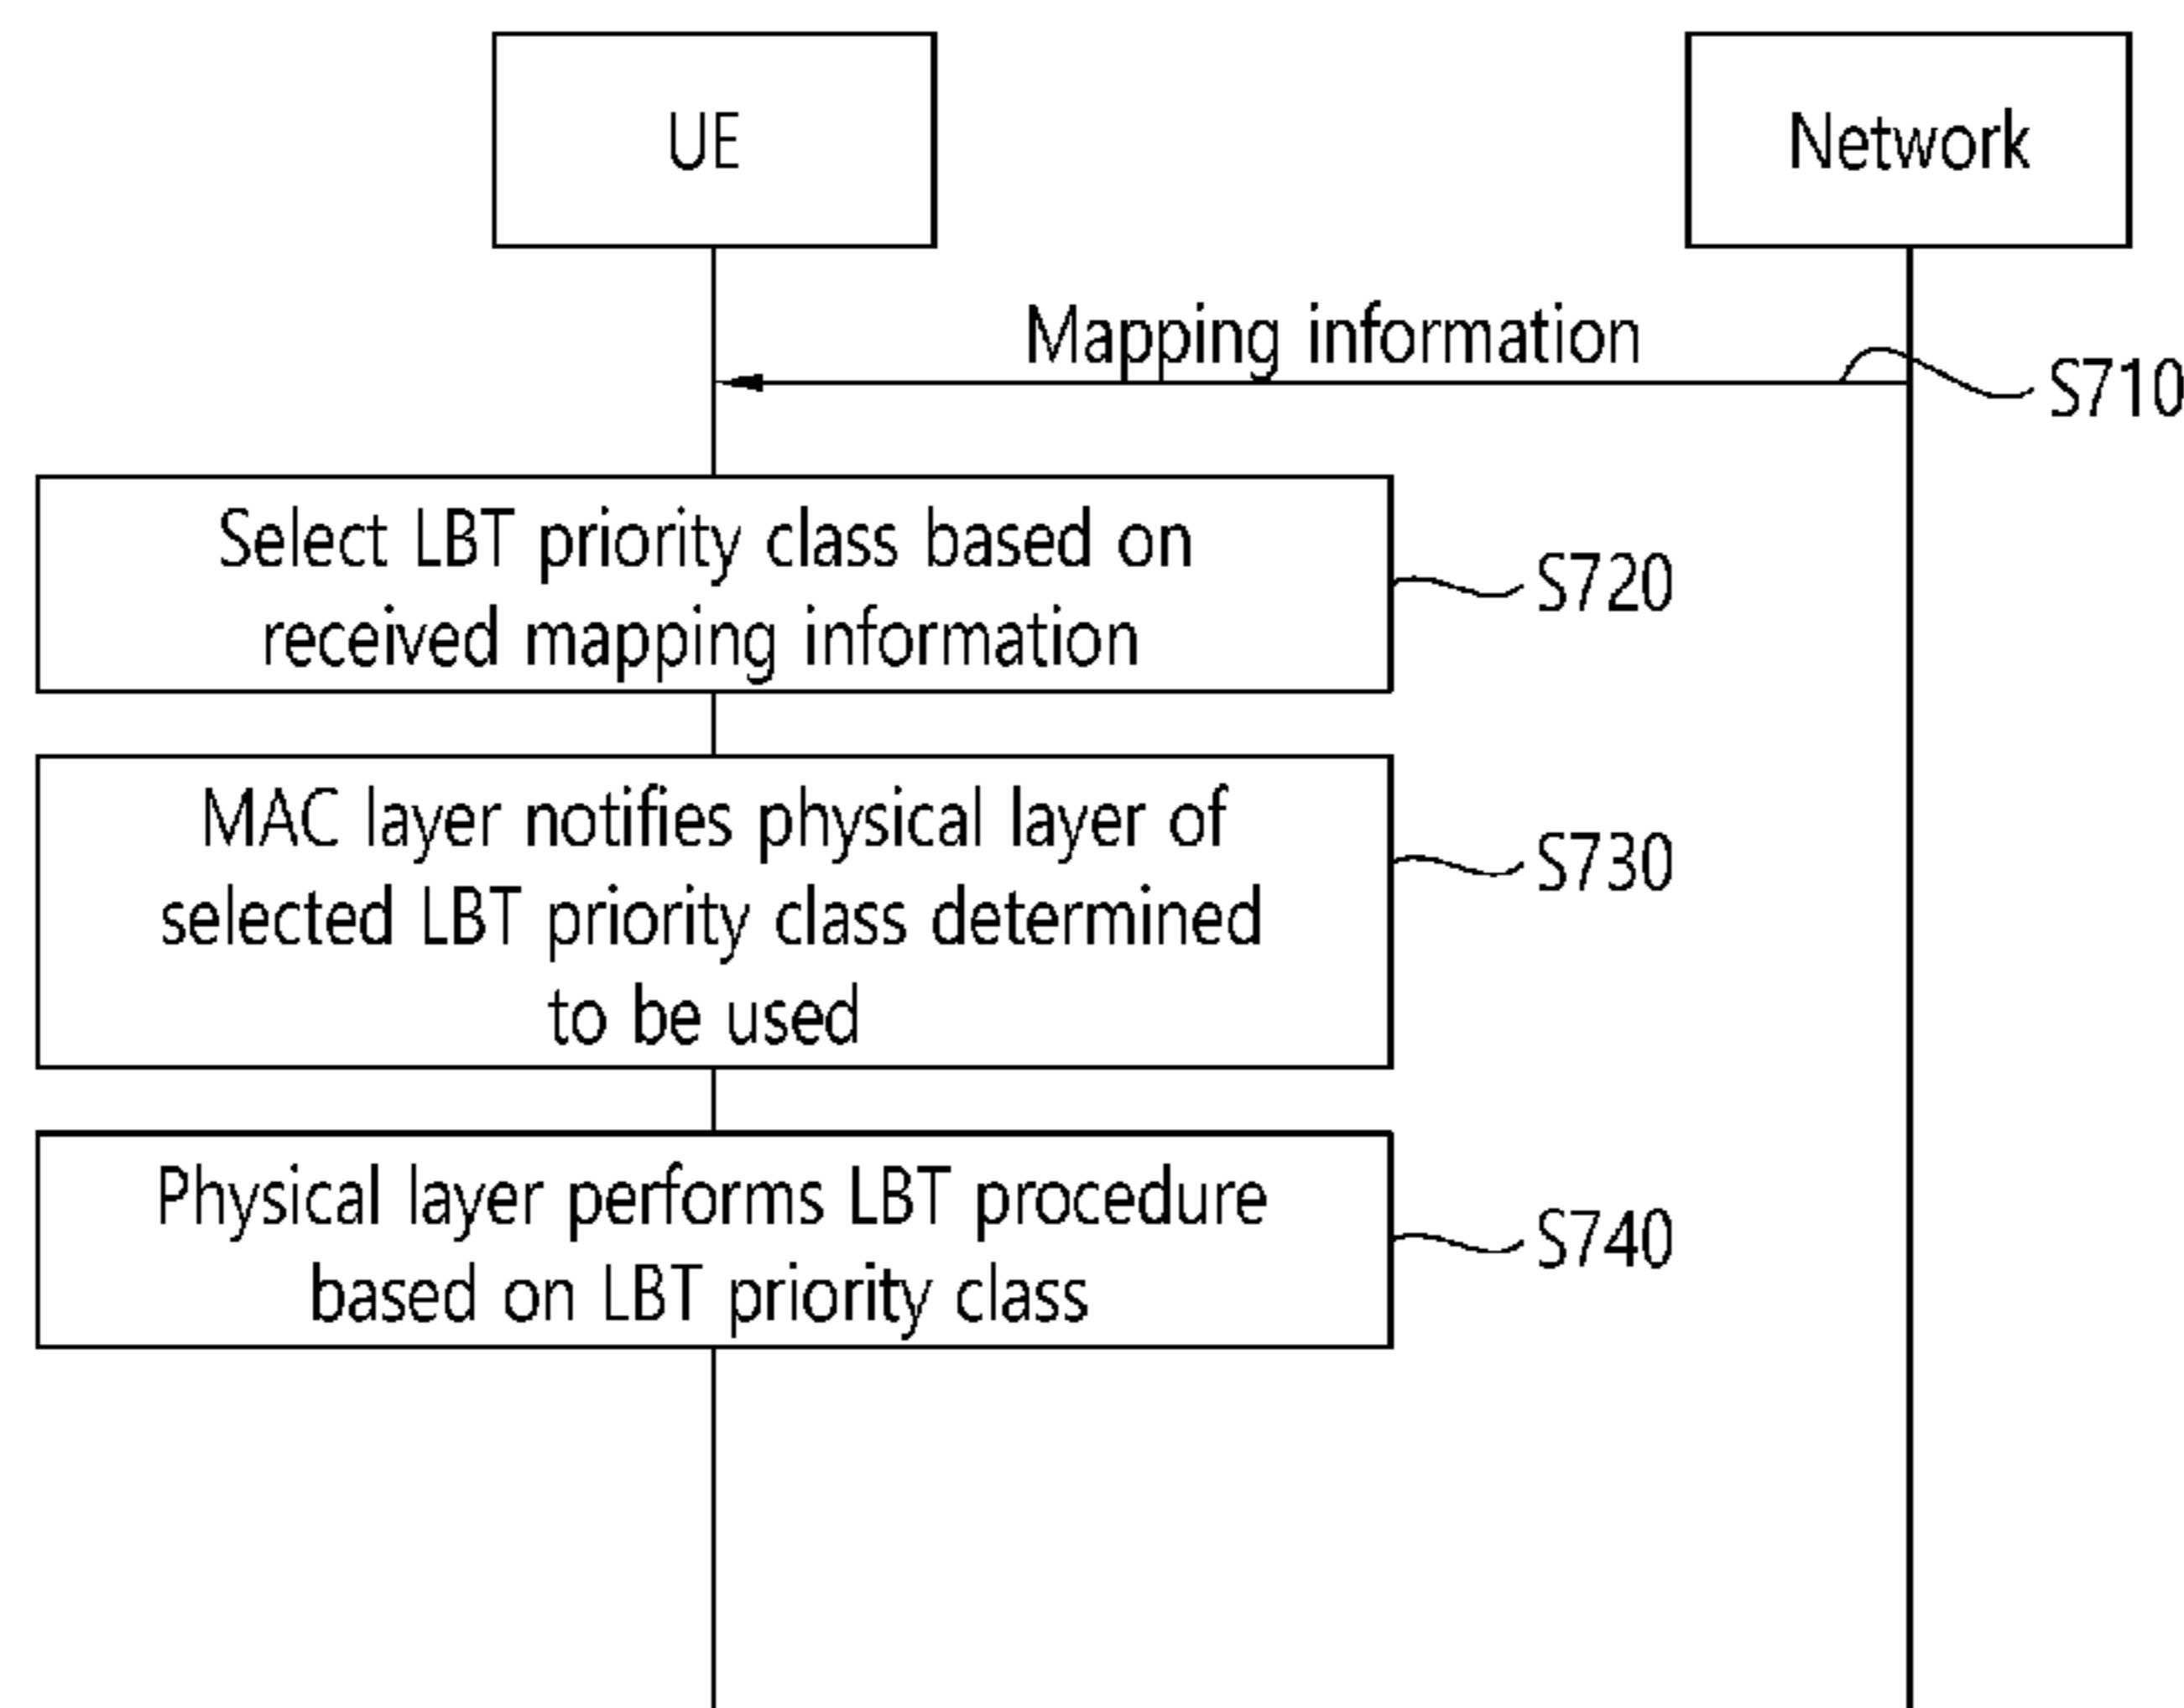 UE
Network
Mapping information
S710
Select LBT priority class based on
received mapping information
S720
MAC layer notifies physical layer of
selected LBT priority class determined
to be used
S730
Physical layer performs LBT procedure
based on LBT priority class
S740